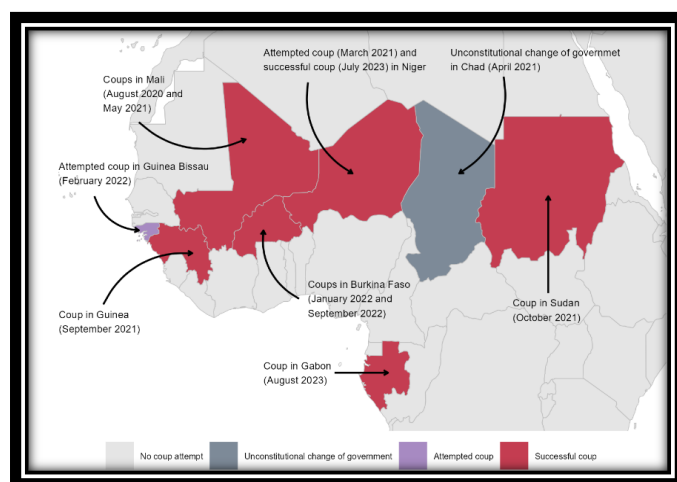 Attempted coup (March 2021) and
successful coup (July 2023) in Niger
Unconstitutional change of governmet
in Chad (April 2021)
Coups in Mali
(August 2020 and
May 2021)
Attempted coup in Guinea Bissau
(February 2022)
Coup in Guinea
(September 2021)
Coups in Burkina Faso
(January 2022 and
September 2022)
Coup in Sudan
(October 2021)
Coup in Gabon
(August 2023)
No coup attempt
Unconstitutional change of government
Attempted coup
Successful coup